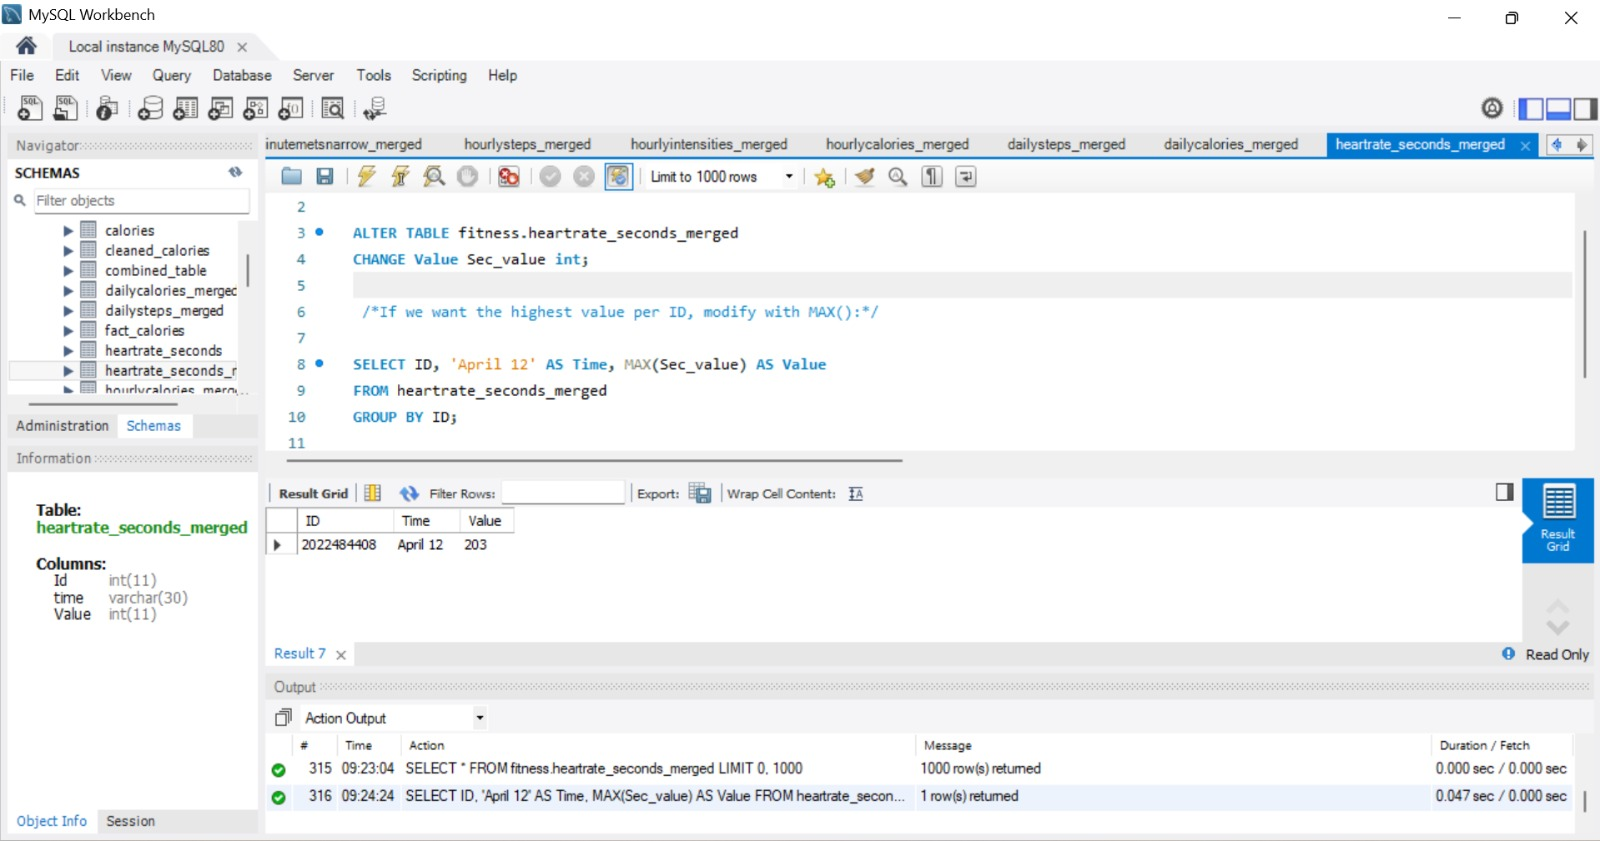 MySQL Workbench
Local instance MySQL80
File Edit View Query Database Server Tools Scripting Help
Navigator
SCHEMAS
Filter objects
calories
cleaned_calories
combined_table
dailycalories_merged
dailysteps_merged
fact_calories
heartrate_seconds
heartrate_seconds_r
hourlycalories_merg...
Administration Schemas
Information
Table:
heartrate_seconds_merged
Columns:
Id int(11)
time varchar(30)
Value int(11)
Object Info Session
inutemetsnarrow_merged hourlysteps_merged hourlyintensities_merged hourlycalories_merged dailysteps_merged dailycalories_merged heartrate_seconds_merged
Limit to 1000 rows
2
3 ALTER TABLE fitness.heartrate_seconds_merged
4 CHANGE Value Sec_value int;
5
6 /*If we want the highest value per ID, modify with MAX():*/
7
8 SELECT ID, 'April 12' AS Time, MAX(Sec_value) AS Value
9 FROM heartrate_seconds_merged
10 GROUP BY ID;
11
Result Grid Filter Rows: Export: Wrap Cell Content:
ID Time Value
2022484408 April 12 203
Result
Grid
Result 7
Read Only
Output
Action Output
# Time Action Message Duration / Fetch
315 09:23:04 SELECT * FROM fitness.heartrate_seconds_merged LIMIT 0, 1000 1000 row(s) returned 0.000 sec / 0.000 sec
316 09:24:24 SELECT ID, 'April 12' AS Time, MAX(Sec_value) AS Value FROM heartrate_secon... 1 row(s) returned 0.047 sec / 0.000 sec